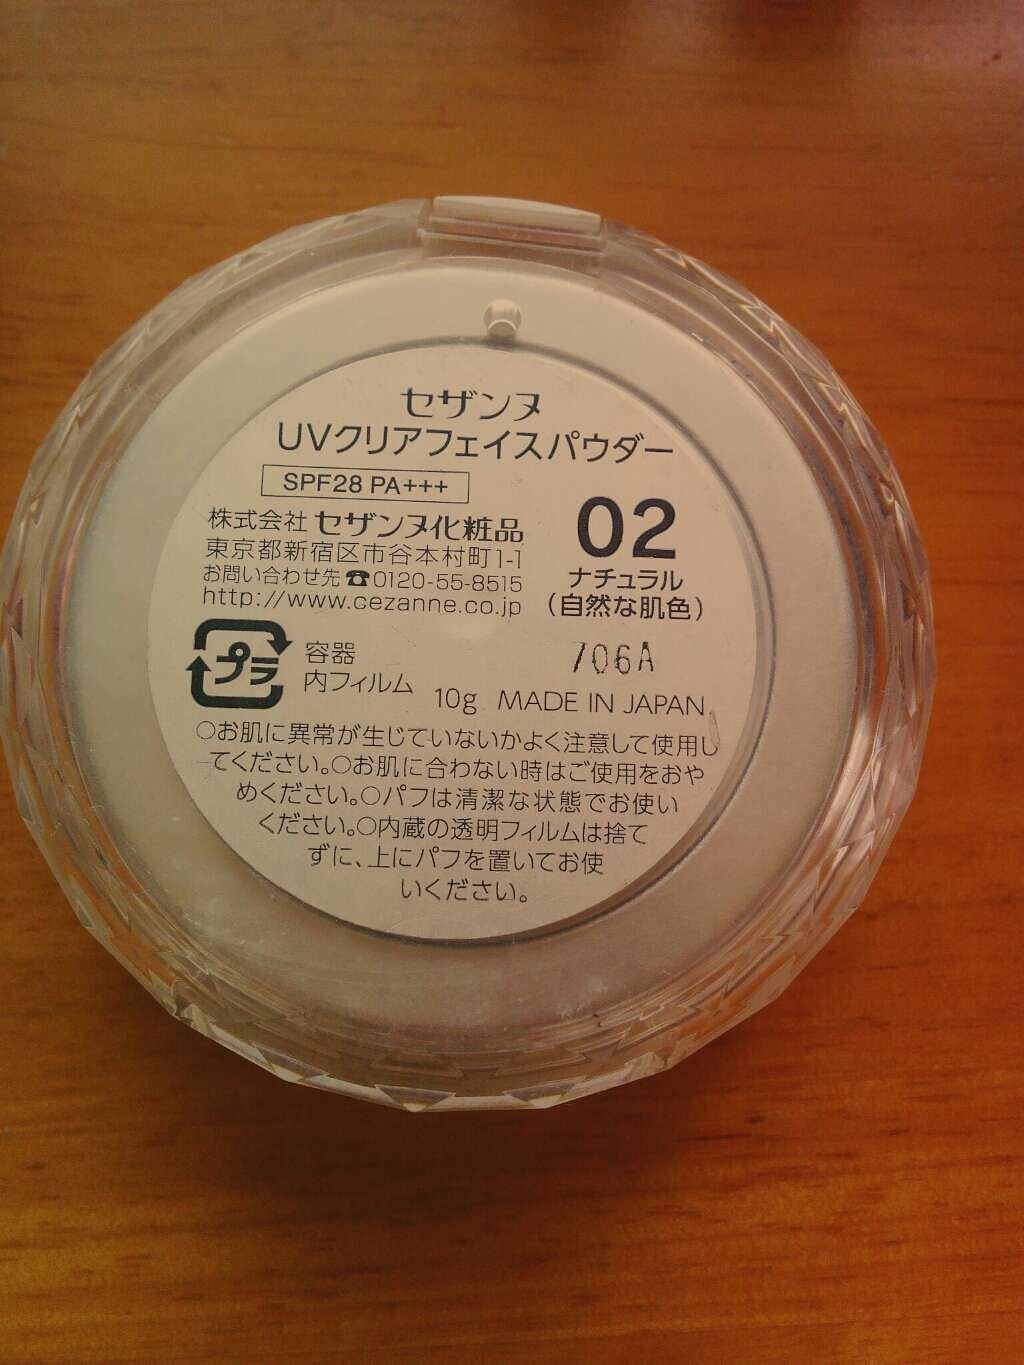 セザンヌ
UVクリアフェイスパウダー
SPF28 PA+++
株式会社 セザンヌ化粧品
東京都新宿区市谷本村町1-1
お問い合わせ先☎0120-55-8515
http://www.cezanne.co.jp
02
ナチュラル
(自然な肌色)
プラ
容器
内フィルム
706A
10g MADE IN JAPAN
○お肌に異常が生じていないかよく注意して使用し
てください。○お肌に合わない時はご使用をおや
めください。○パフは清潔な状態でお使い
ください。○内蔵の透明フィルムは捨て
ずに、上にパフを置いてお使
いください。